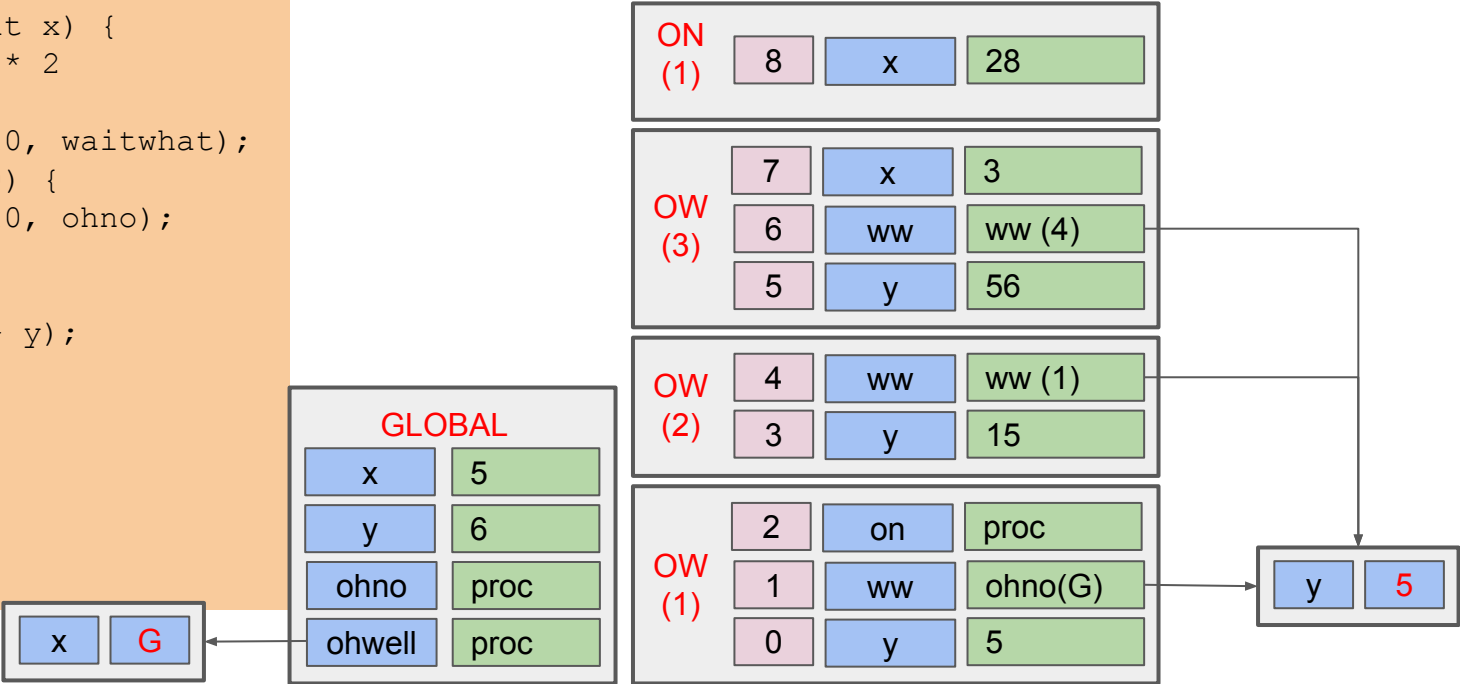 t x) {
* 2
0, waitwhat);
) {
0, ohno);
y);
ON
(1)
8 x 28
OW
(3)
7 x 3
6 ww ww (4)
5 y 56
OW
(2)
4 ww ww (1)
3 y 15
GLOBAL
x 5
y 6
ohno proc
ohwell proc
OW
(1)
2 on proc
1 ww ohno(G)
0 y 5
x G
y 5